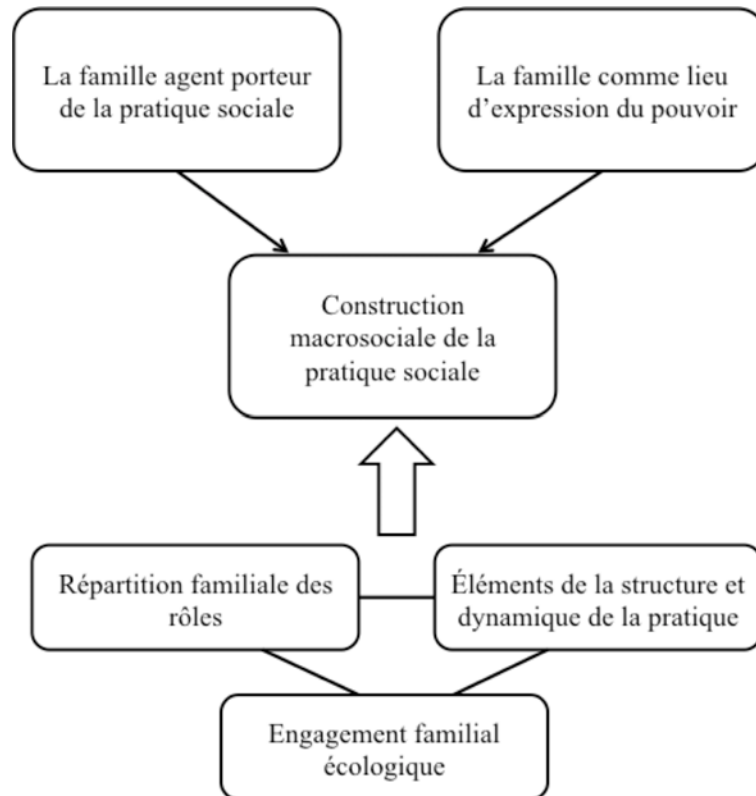 La famille agent porteur
de la pratique sociale
La famille comme lieu
d’expression du pouvoir
Construction
macrosociale de la
pratique sociale
Répartition familiale des
rôles
Éléments de la structure et
dynamique de la pratique
Engagement familial
écologique